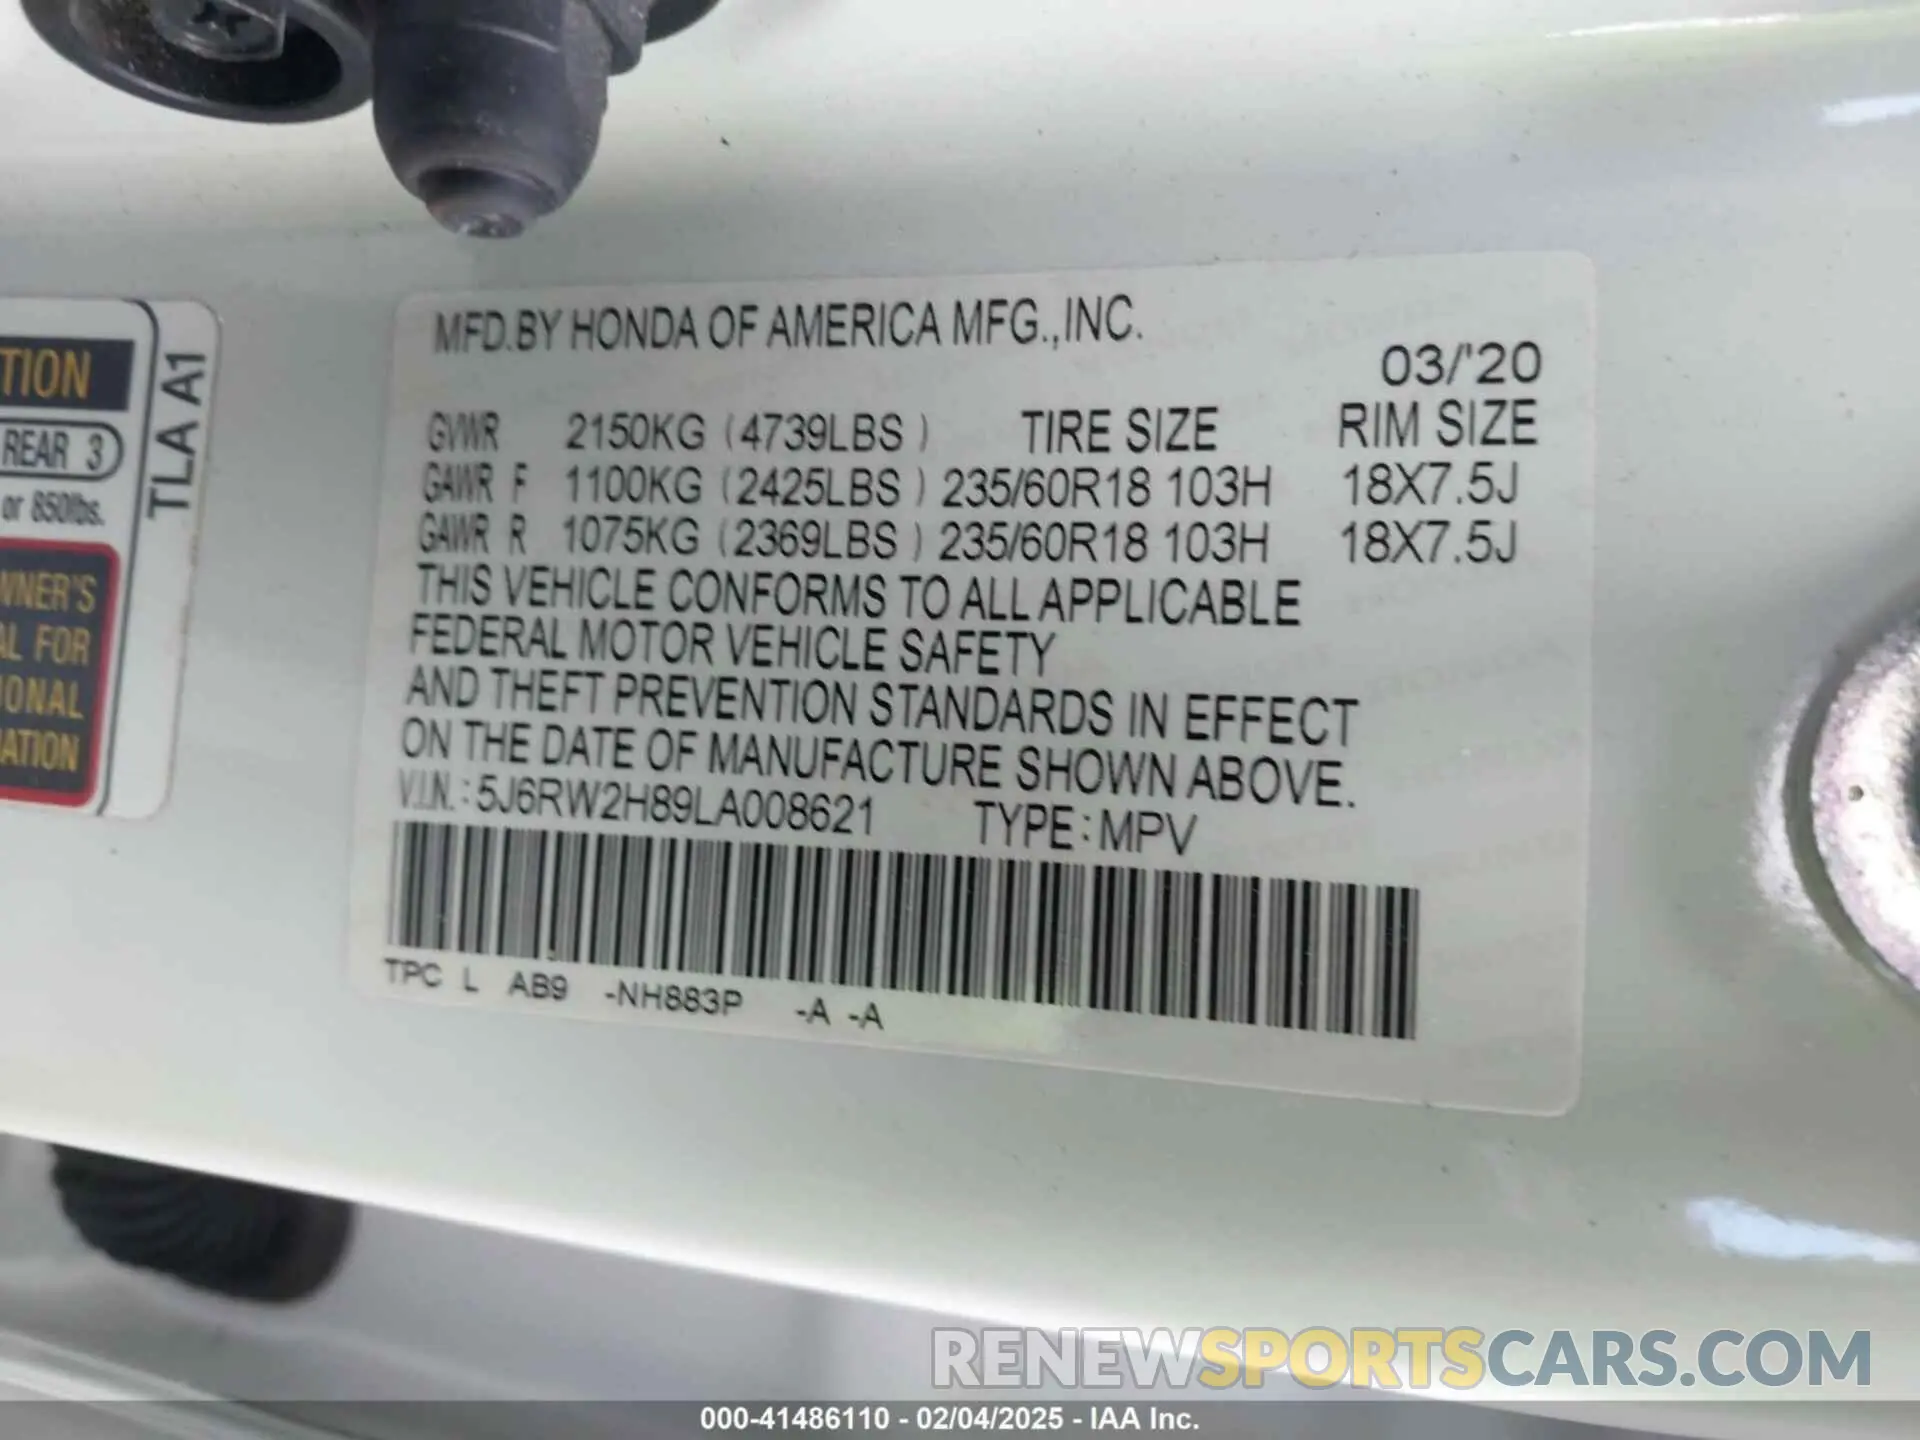 MFD.BY HONDA OF AMERICA MFG.,INC.
03/'20
GVWR 2150KG (4739LBS) TIRE SIZE RIM SIZE
GAWR F 1100KG (2425LBS) 235/60R18 103H 18X7.5J
GAWR R 1075KG (2369LBS) 235/60R18 103H 18X7.5J
THIS VEHICLE CONFORMS TO ALL APPLICABLE
FEDERAL MOTOR VEHICLE SAFETY
AND THEFT PREVENTION STANDARDS IN EFFECT
ON THE DATE OF MANUFACTURE SHOWN ABOVE.
V.I.N.: 5J6RW2H89LA008621 TYPE: MPV
TPC L AB9 -NH883P -A -A
TION
REAR 3
or 850lbs.
WNER'S
AL FOR
IONAL
MATION
TLA A1
RENEWSPORTSCARS.COM
000-41486110 - 02/04/2025 - IAA Inc.